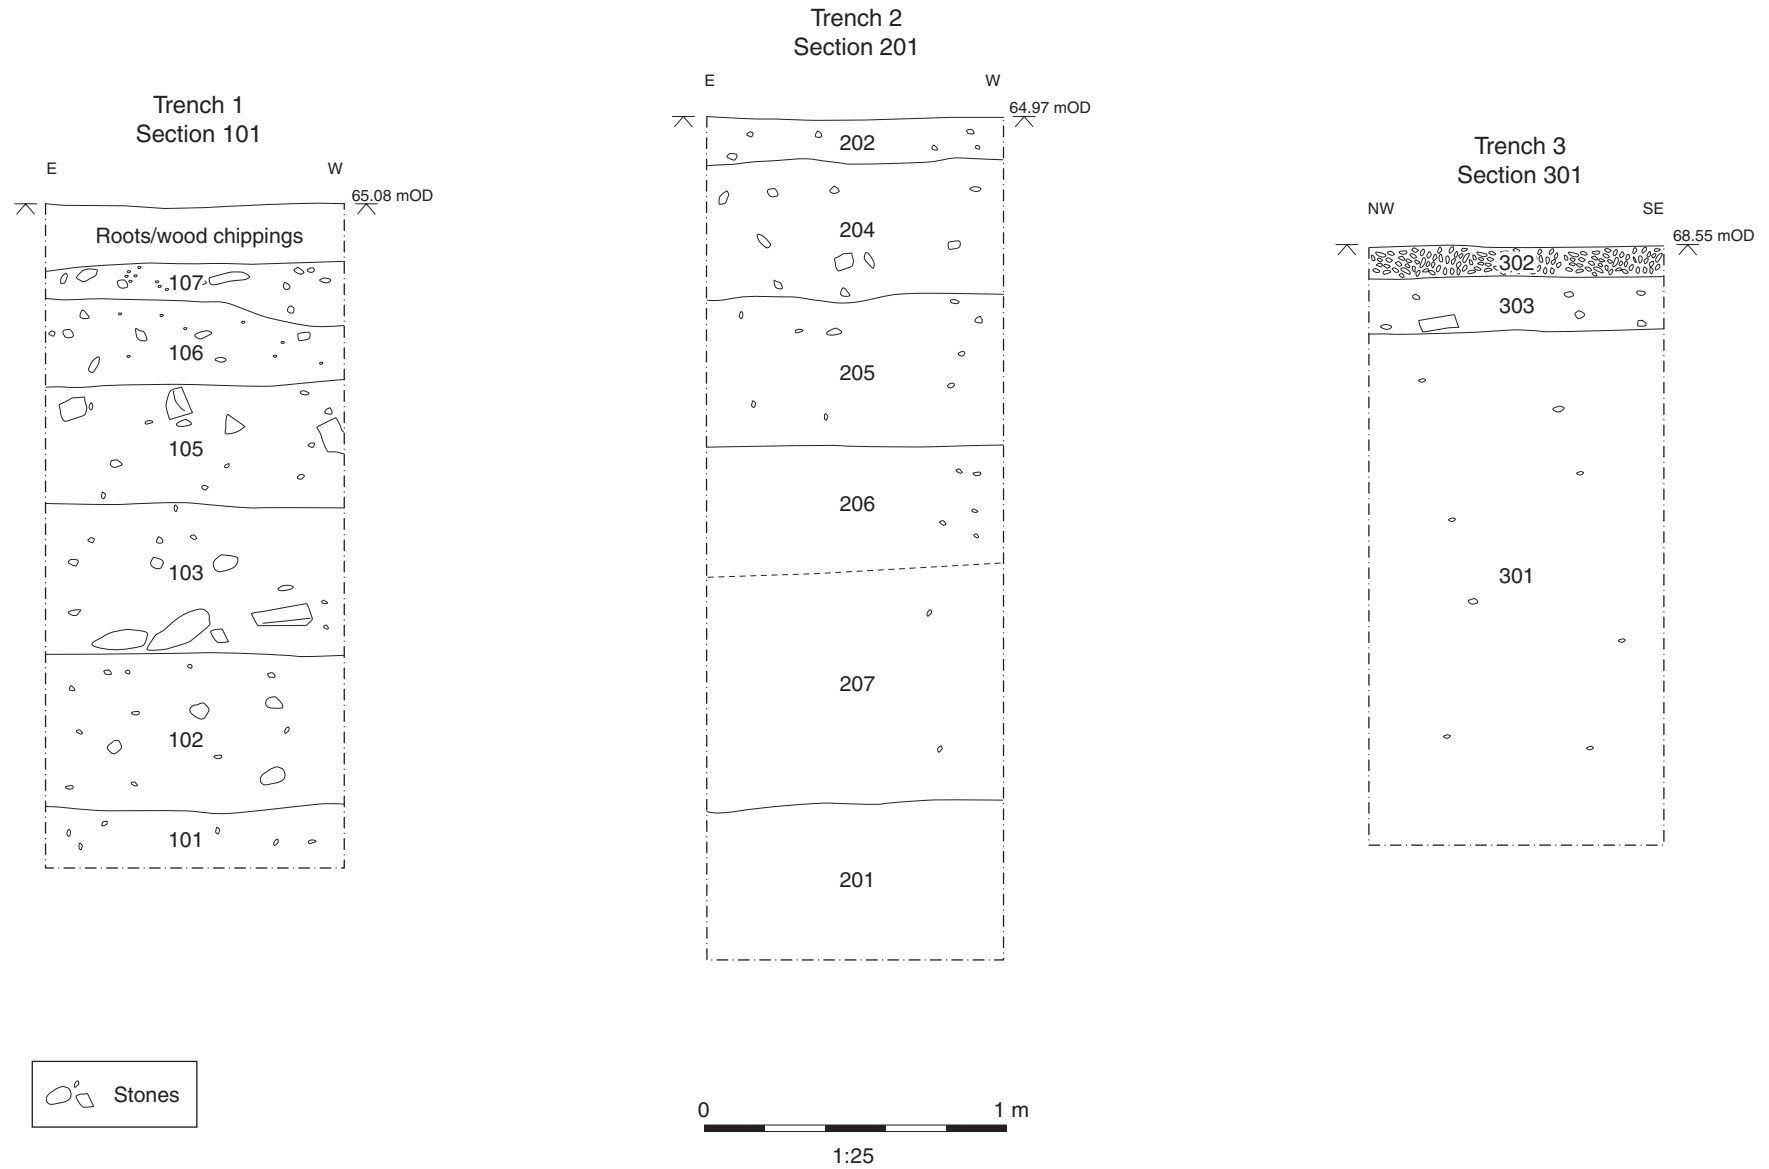 Trench 1
Section 101
E
W
65.08 mOD
Roots/wood chippings
107
106
105
103
102
101
Trench 2
Section 201
E
W
64.97 mOD
202
204
205
206
207
201
Trench 3
Section 301
NW
SE
68.55 mOD
302
303
301
Stones
0
1 m
1:25